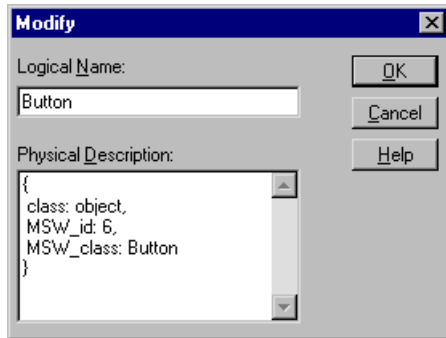 Modify
Logical Name:
Button
OK
Cancel
Physical Description:
Help
{
class: object,
MSW_id: 6,
MSW_class: Button
}